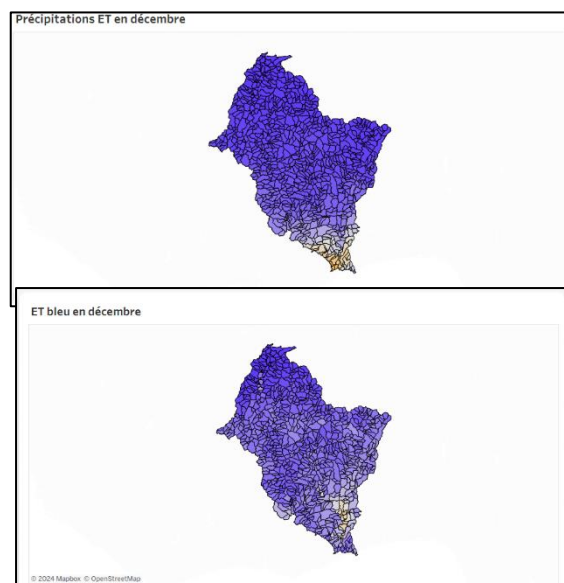 Précipitations ET en décembre
ET bleu en décembre
© 2024 Mapbox © OpenStreetMap